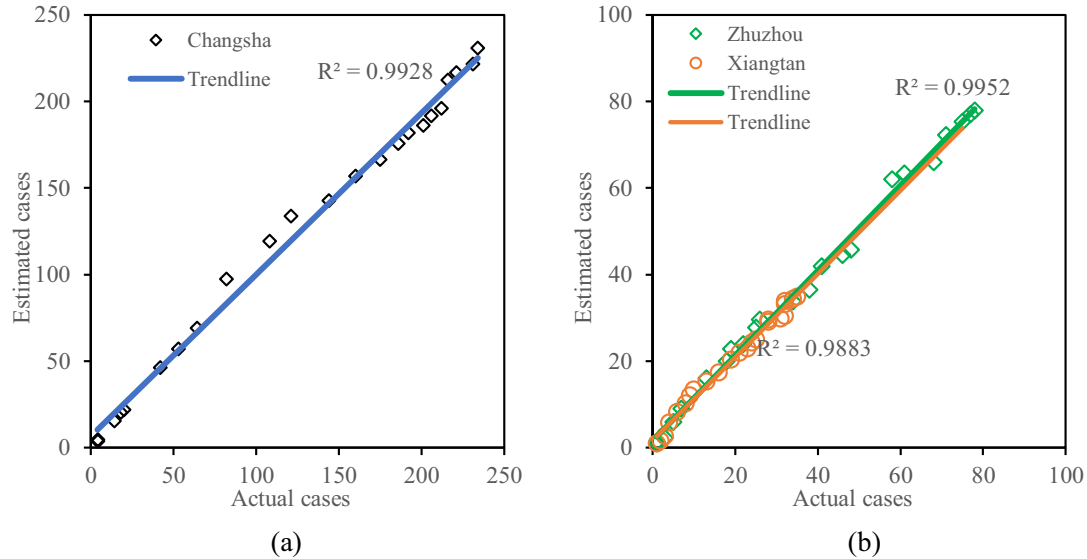 250
200
150
100
50
0
Estimated cases
Changsha
Trendline
R² = 0.9928
0 50 100 150 200 250
Actual cases
(a)
100
80
60
40
20
0
Estimated cases
Zhuzhou
Xiangtan
Trendline
Trendline
R² = 0.9952
R² = 0.9883
0 20 40 60 80 100
Actual cases
(b)